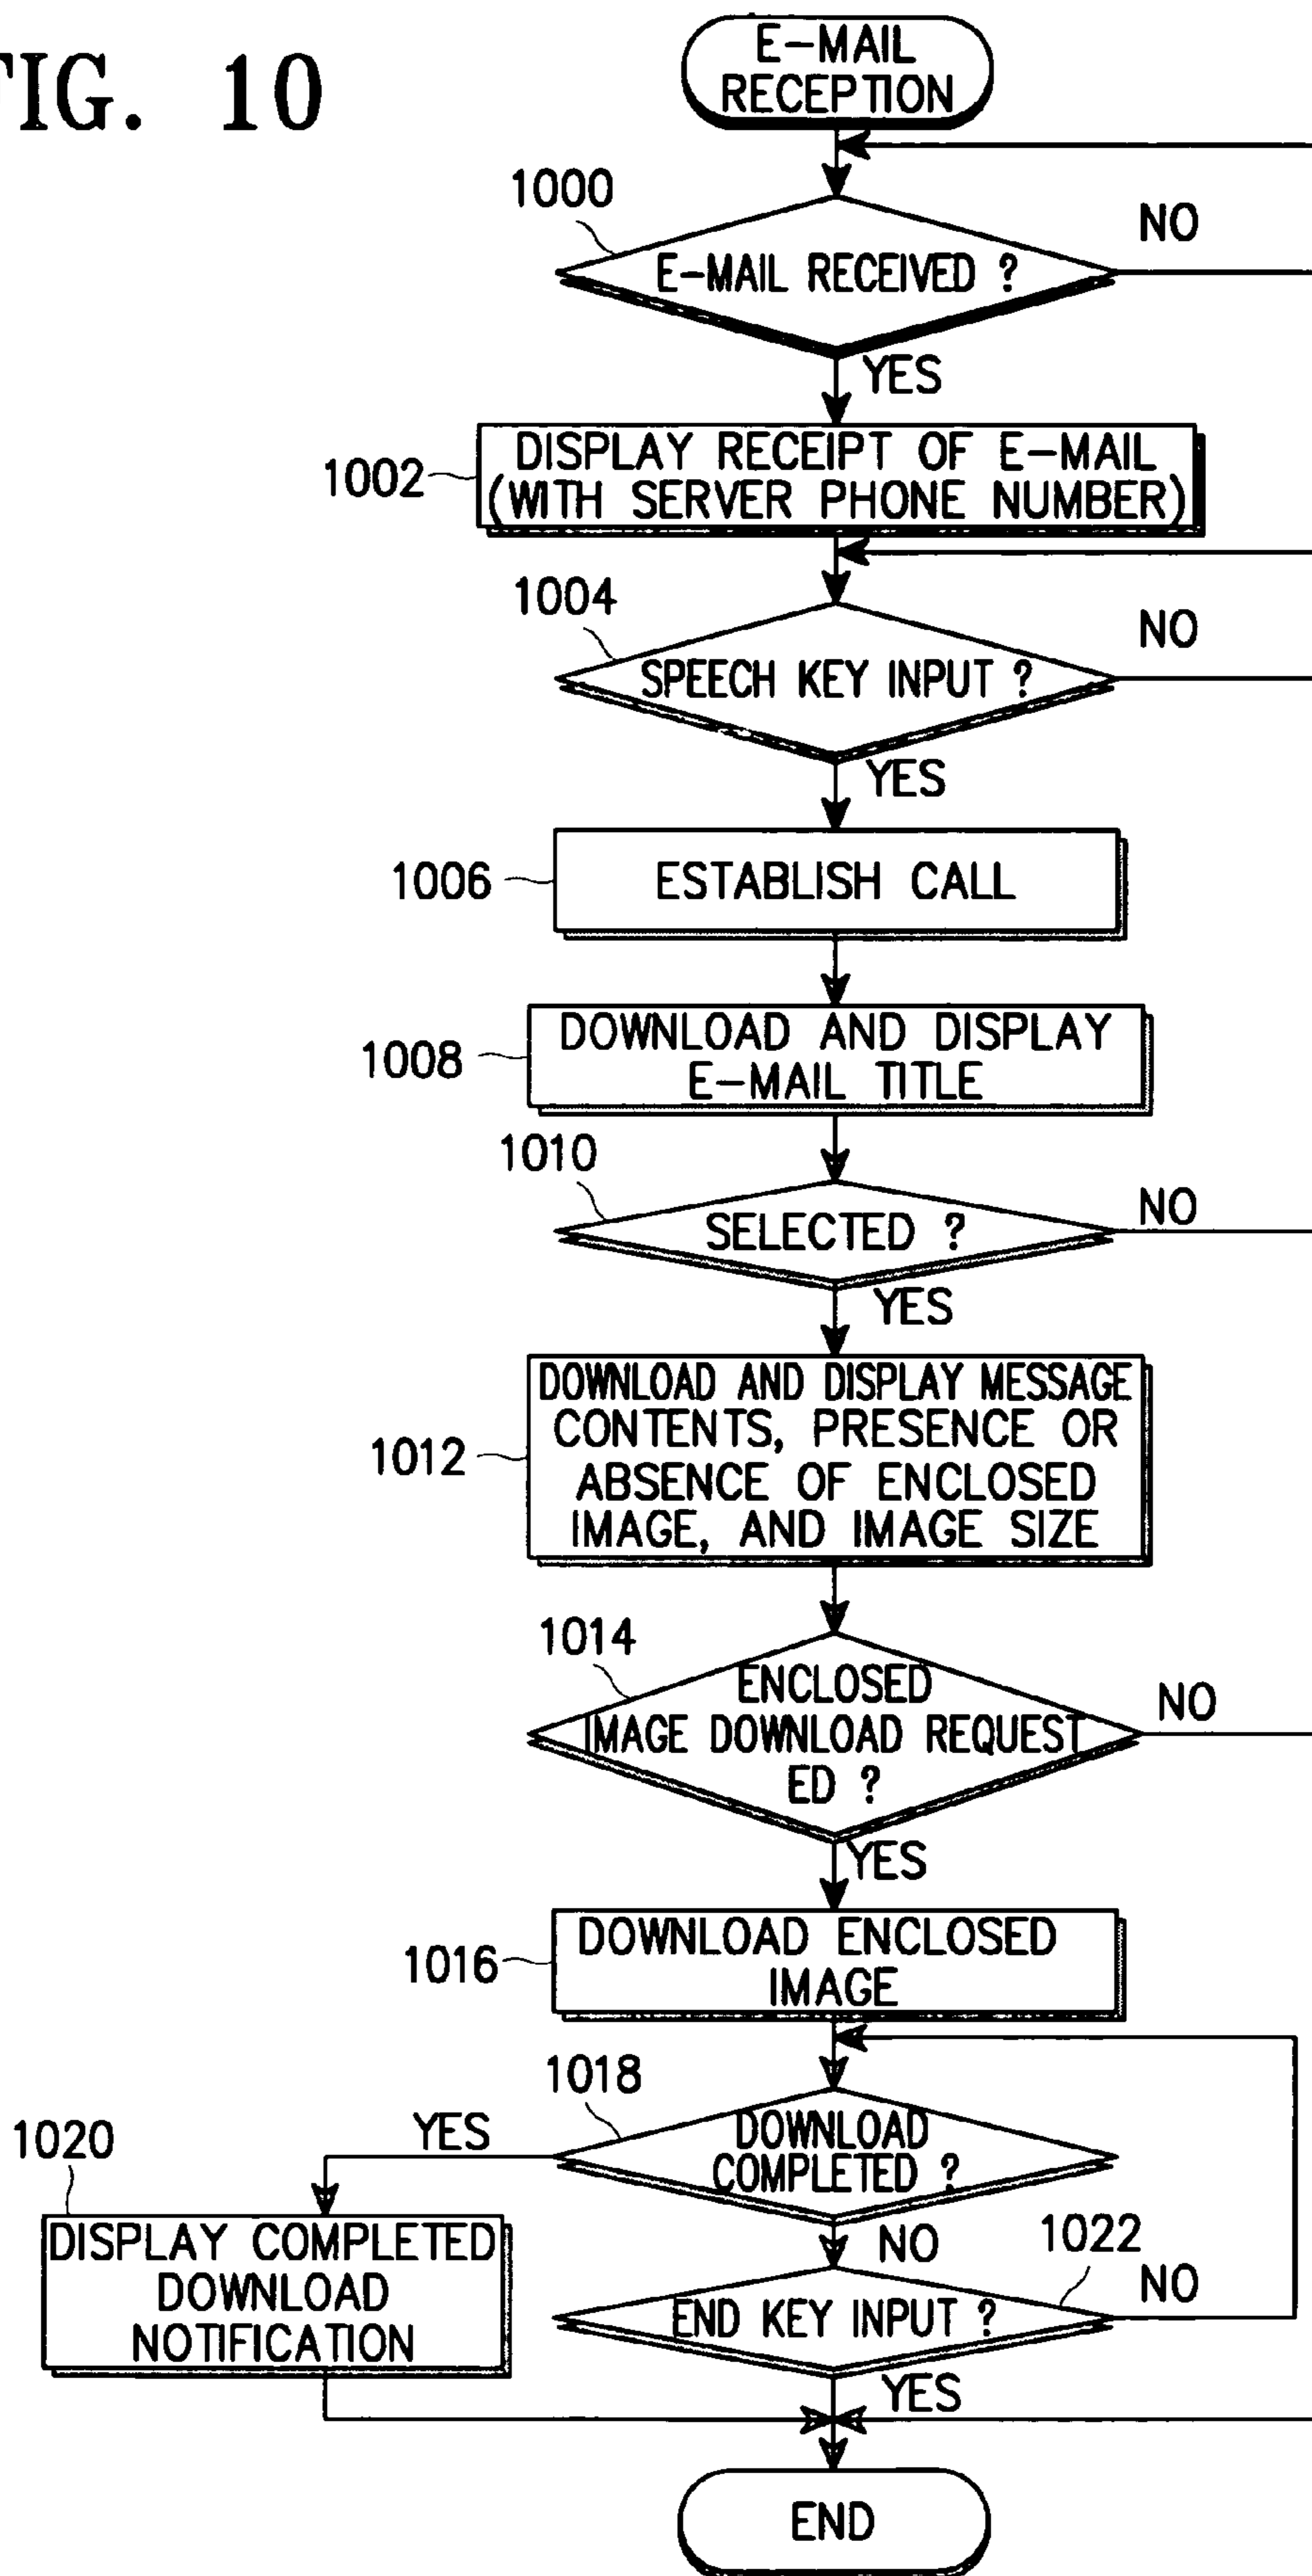 FIG. 10
E-MAIL
RECEPTION
1000
NO
E-MAIL RECEIVED ?
YES
1002
DISPLAY RECEIPT OF E-MAIL
(WITH SERVER PHONE NUMBER)
1004
NO
SPEECH KEY INPUT ?
YES
1006
ESTABLISH CALL
1008
DOWNLOAD AND DISPLAY
E-MAIL TITLE
1010
NO
SELECTED ?
YES
1012
DOWNLOAD AND DISPLAY MESSAGE
CONTENTS, PRESENCE OR
ABSENCE OF ENCLOSED
IMAGE, AND IMAGE SIZE
1014
NO
ENCLOSED
IMAGE DOWNLOAD REQUEST
ED ?
YES
1016
DOWNLOAD ENCLOSED
IMAGE
1018
YES
DOWNLOAD
COMPLETED ?
1020
DISPLAY COMPLETED
DOWNLOAD
NOTIFICATION
NO
1022
NO
END KEY INPUT ?
YES
END